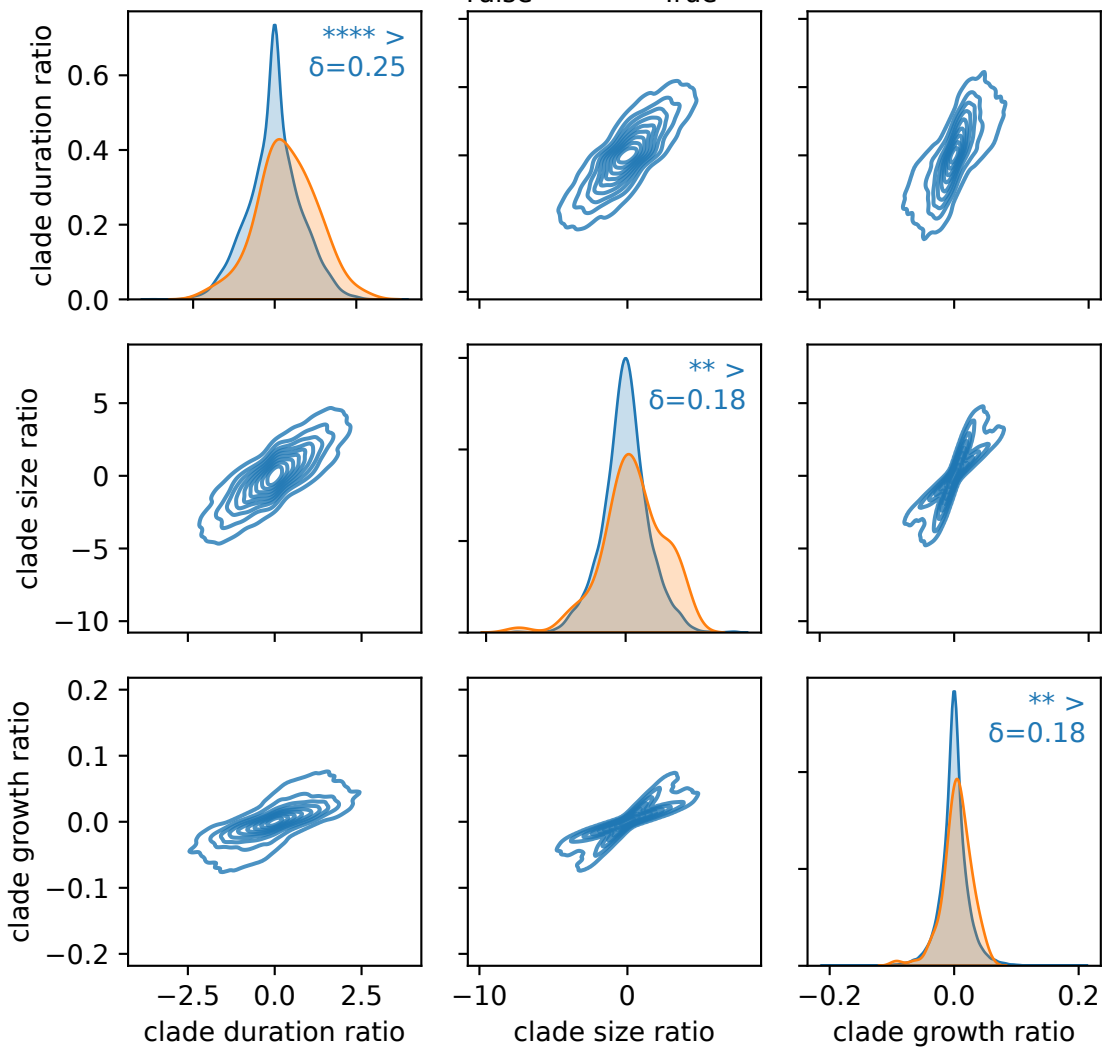 False True
clade duration ratio
0.6
0.4
0.2
0.0
**** >
δ=0.25
clade size ratio
5
0
−5
−10
** >
δ=0.18
clade growth ratio
0.2
0.1
0.0
−0.1
−0.2
** >
δ=0.18
−2.5 0.0 2.5
−10 0
−0.2 0.0 0.2
clade duration ratio
clade size ratio
clade growth ratio